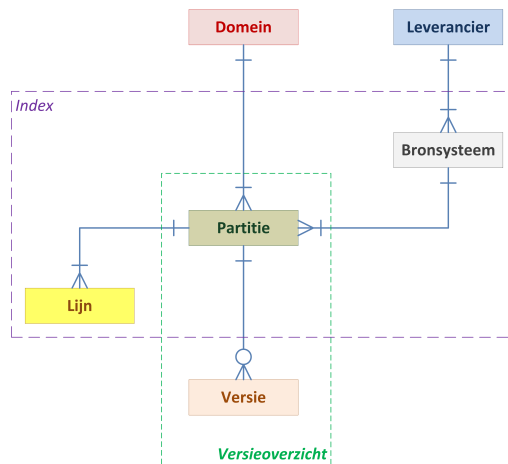 Domein
Leverancier
Index
Bronsysteem
Partitie
Lijn
Versie
Versieoverzicht